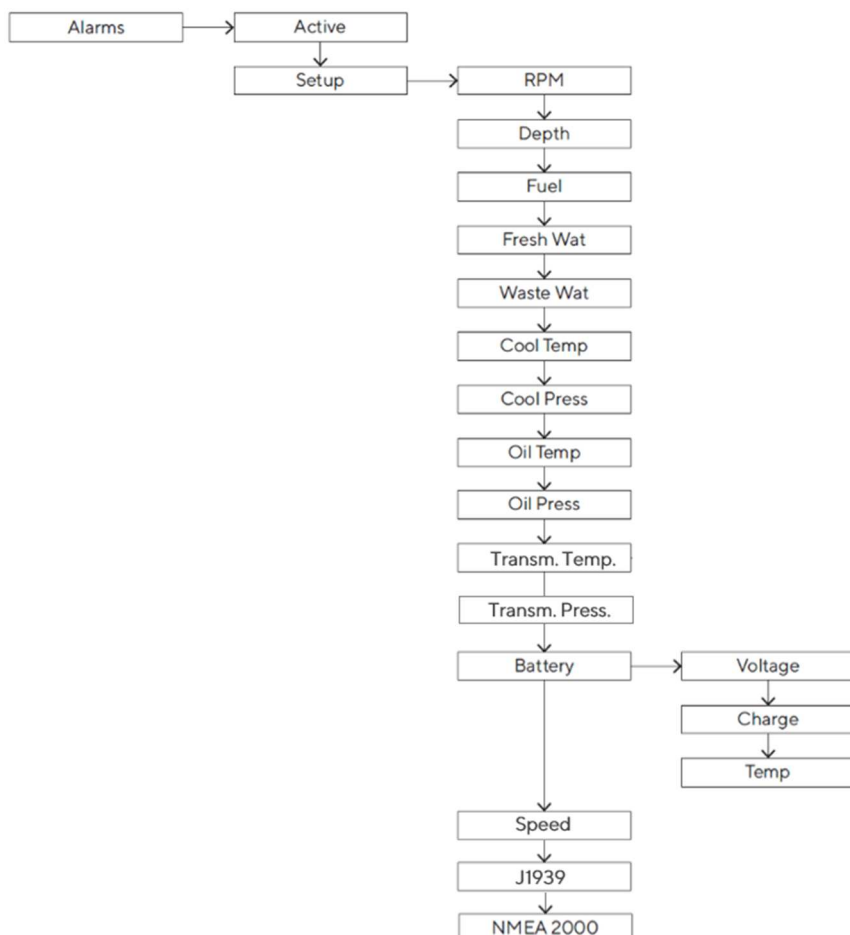 Alarms
Active
Setup
RPM
Depth
Fuel
Fresh Wat
Waste Wat
Cool Temp
Cool Press
Oil Temp
Oil Press
Transm. Temp.
Transm. Press.
Battery
Voltage
Charge
Temp
Speed
J1939
NMEA 2000